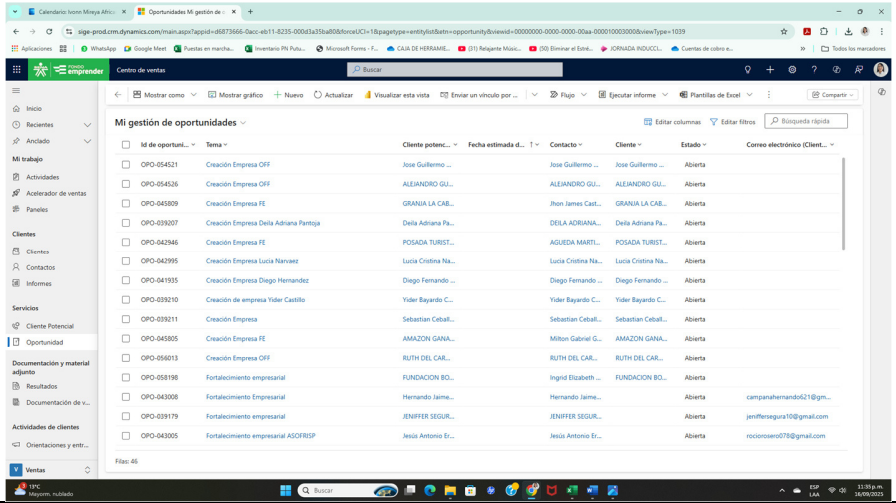 Calendario: Ivonn Mireya Africa
Oportunidades Mi gestión de o
sige-prod.crm.dynamics.com/main.aspx?appid=d6873666-0acc-eb11-8235-000d3a35ba80&forceUCI=1&pagetype=entitylist&etn=opportunity&viewid=00000000-0000-0000-00aa-000010003000&viewType=1039
Aplicaciones WhatsApp Google Meet Puestas en marcha... Inventario PN Putu... Microsoft Forms - F... CAJA DE HERRAMIE... (31) Relajante Músic... (50) Eliminar el Estré... JORNADA INDUCCI... Cuentas de cobro e... » Todos los marcadores
FONDO emprender Centro de ventas Buscar
Mostrar como Mostrar gráfico + Nuevo Actualizar Visualizar esta vista Enviar un vínculo por ... Flujo Ejecutar informe Plantillas de Excel Compartir
Inicio
Recientes
Anclado
Mi trabajo
Actividades
Acelerador de ventas
Paneles
Clientes
Clientes
Contactos
Informes
Servicios
Cliente Potencial
Oportunidad
Documentación y material adjunto
Resultados
Documentación de v...
Actividades de clientes
Orientaciones y entr...
V Ventas
Mi gestión de oportunidades
Editar columnas Editar filtros Búsqueda rápida
Id de oportuni... Tema Cliente potenc... Fecha estimada d... Contacto Cliente Estado Correo electrónico (Client...
OPO-054521 Creación Empresa OFF Jose Guillermo ... Jose Guillermo ... Jose Guillermo ... Abierta
OPO-054526 Creación Empresa OFF ALEJANDRO GU... ALEJANDRO GU... ALEJANDRO GU... Abierta
OPO-045809 Creación Empresa FE GRANJA LA CAB... Jhon James Cast... GRANJA LA CAB... Abierta
OPO-039207 Creación Empresa Deila Adriana Pantoja Deila Adriana Pa... DEILA ADRIANA... Deila Adriana Pa... Abierta
OPO-042946 Creación Empresa FE POSADA TURIST... AGUEDA MARTI... POSADA TURIST... Abierta
OPO-042995 Creación Empresa Lucia Narvaez Lucia Cristina Na... Lucia Cristina Na... Lucia Cristina Na... Abierta
OPO-041935 Creación Empresa Diego Hernandez Diego Fernando ... Diego Fernando ... Diego Fernando ... Abierta
OPO-039210 Creación de empresa Yider Castillo Yider Bayardo C... Yider Bayardo C... Yider Bayardo C... Abierta
OPO-039211 Creación Empresa Sebastian Ceball... Sebastian Ceball... Sebastian Ceball... Abierta
OPO-045805 Creación Empresa FE AMAZON GANA... Milton Gabriel G... AMAZON GANA... Abierta
OPO-056013 Creación Empresa OFF RUTH DEL CAR... RUTH DEL CAR... RUTH DEL CAR... Abierta
OPO-058198 Fortalecimiento empresarial FUNDACION BO... Ingrid Elizabeth ... FUNDACION BO... Abierta
OPO-043008 Fortalecimiento Empresarial Hernando Jaime... Hernando Jaime... Abierta campanahernando621@gm...
OPO-039179 Fortalecimiento empresarial JENIFFER SEGUR... JENIFFER SEGUR... Abierta jeniffersegura10@gmail.com
OPO-043005 Fortalecimiento empresarial ASOFRISP Jesús Antonio Er... Jesús Antonio Er... Abierta rociorosero078@gmail.com
Filas: 46
13°C
Mayorm. nublado
Buscar
ESP
LAA
11:35 p.m.
16/09/2025